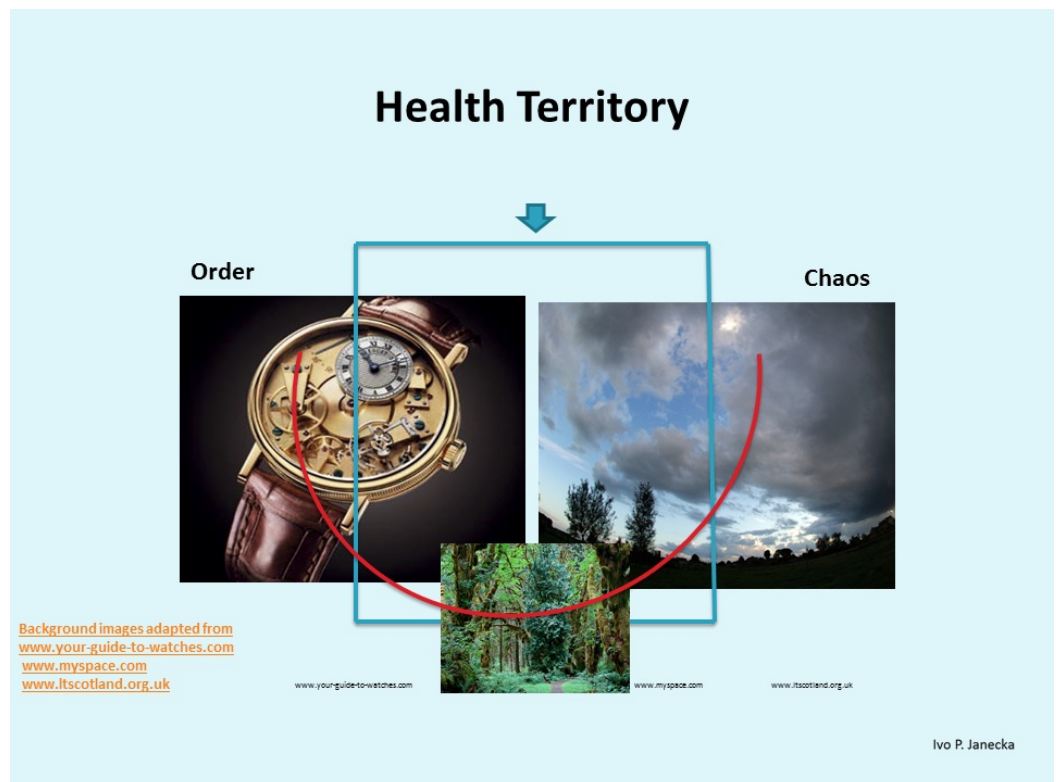 Health Territory
Order
Chaos
Background images adapted from
www.your-guide-to-watches.com
www.myspace.com
www.ltscotland.org.uk
www.your-guide-to-watches.com
www.myspace.com
www.ltscotland.org.uk
Ivo P. Janecka